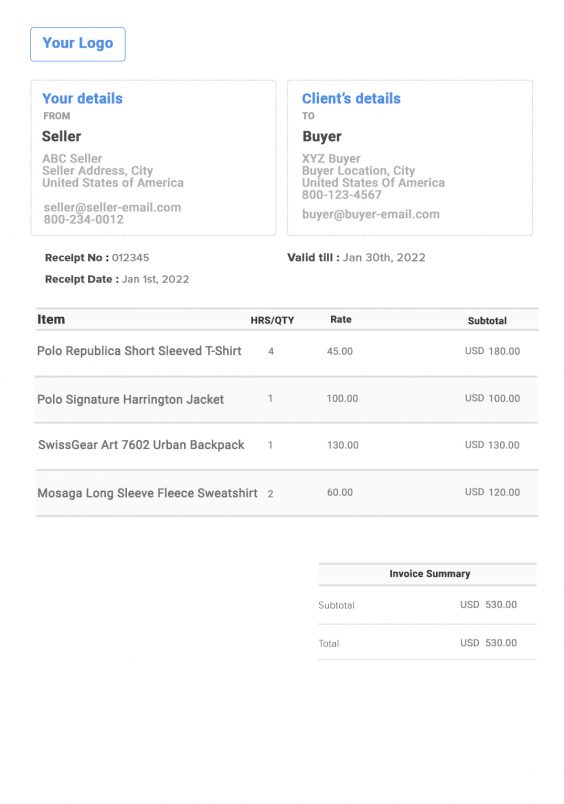 Your Logo
Your details
FROM
Seller
ABC Seller
Seller Address, City
United States of America
seller@seller-email.com
800-234-0012
Client's details
TO
Buyer
XYZ Buyer
Buyer Location, City
United States Of America
800-123-4567
buyer@buyer-email.com
Receipt No : 012345
Valid till : Jan 30th, 2022
Receipt Date : Jan 1st, 2022
Item HRS/QTY Rate Subtotal
Polo Republica Short Sleeved T-Shirt 4 45.00 USD 180.00
Polo Signature Harrington Jacket 1 100.00 USD 100.00
SwissGear Art 7602 Urban Backpack 1 130.00 USD 130.00
Mosaga Long Sleeve Fleece Sweatshirt 2 60.00 USD 120.00
Invoice Summary
Subtotal USD 530.00
Total USD 530.00